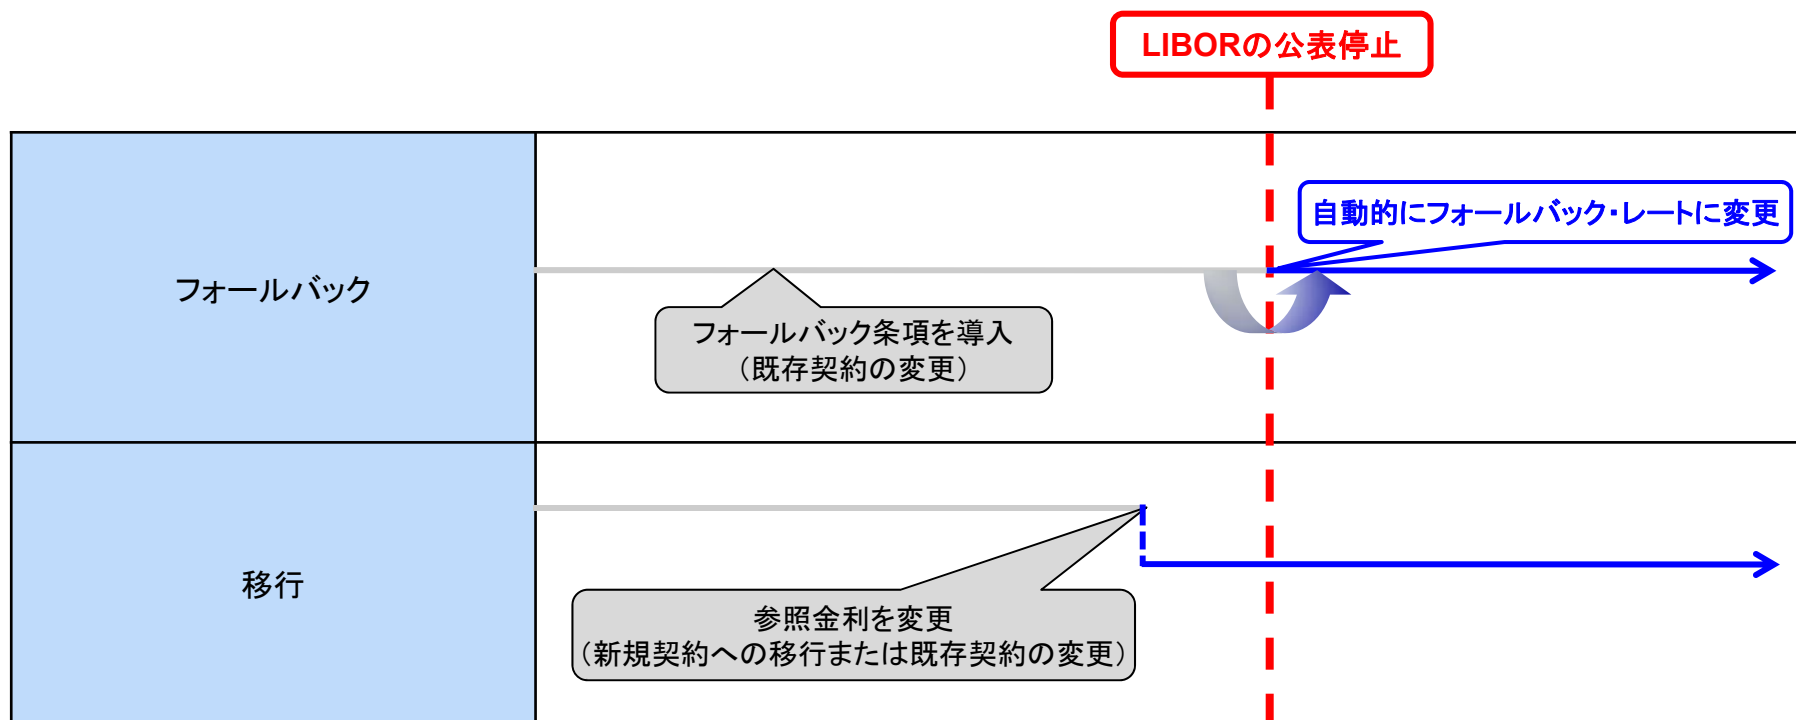 LIBORの公表停止
フォールバック
自動的にフォールバック・レートに変更
フォールバック条項を導入
（既存契約の変更）
移行
参照金利を変更
（新規契約への移行または既存契約の変更）